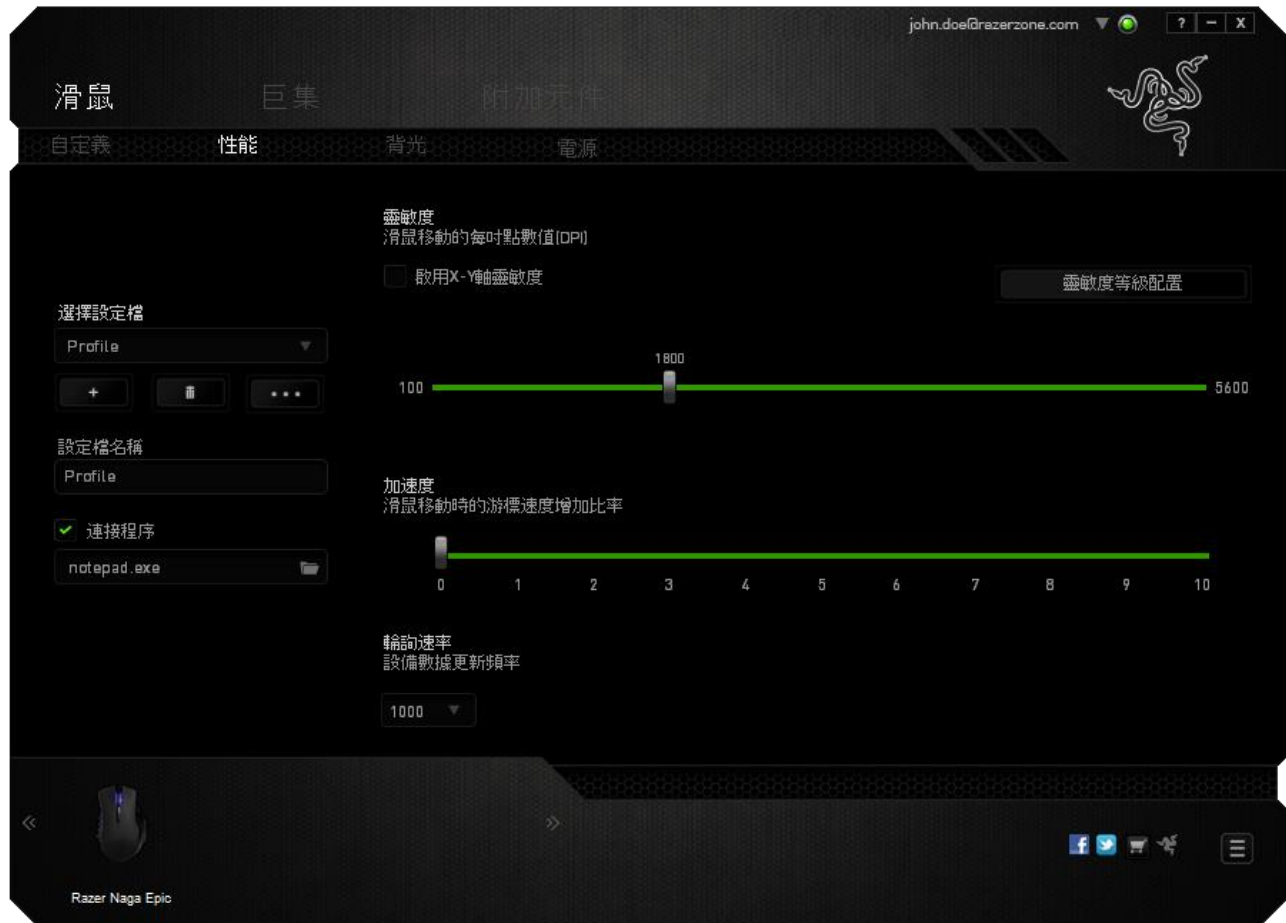 john.doe@razerzone.com
? - X
滑鼠 巨集 附加元件
自定義 性能 背光 電源
靈敏度
滑鼠移動的每吋點數值(DPI)
啟用X-Y軸靈敏度
靈敏度等級配置
選擇設定檔
Profile
1800
100
5600
設定檔名稱
Profile
加速度
滑鼠移動時的游標速度增加比率
連接程序
notepad.exe
0 1 2 3 4 5 6 7 8 9 10
輪詢速率
設備數據更新頻率
1000
Razer Naga Epic